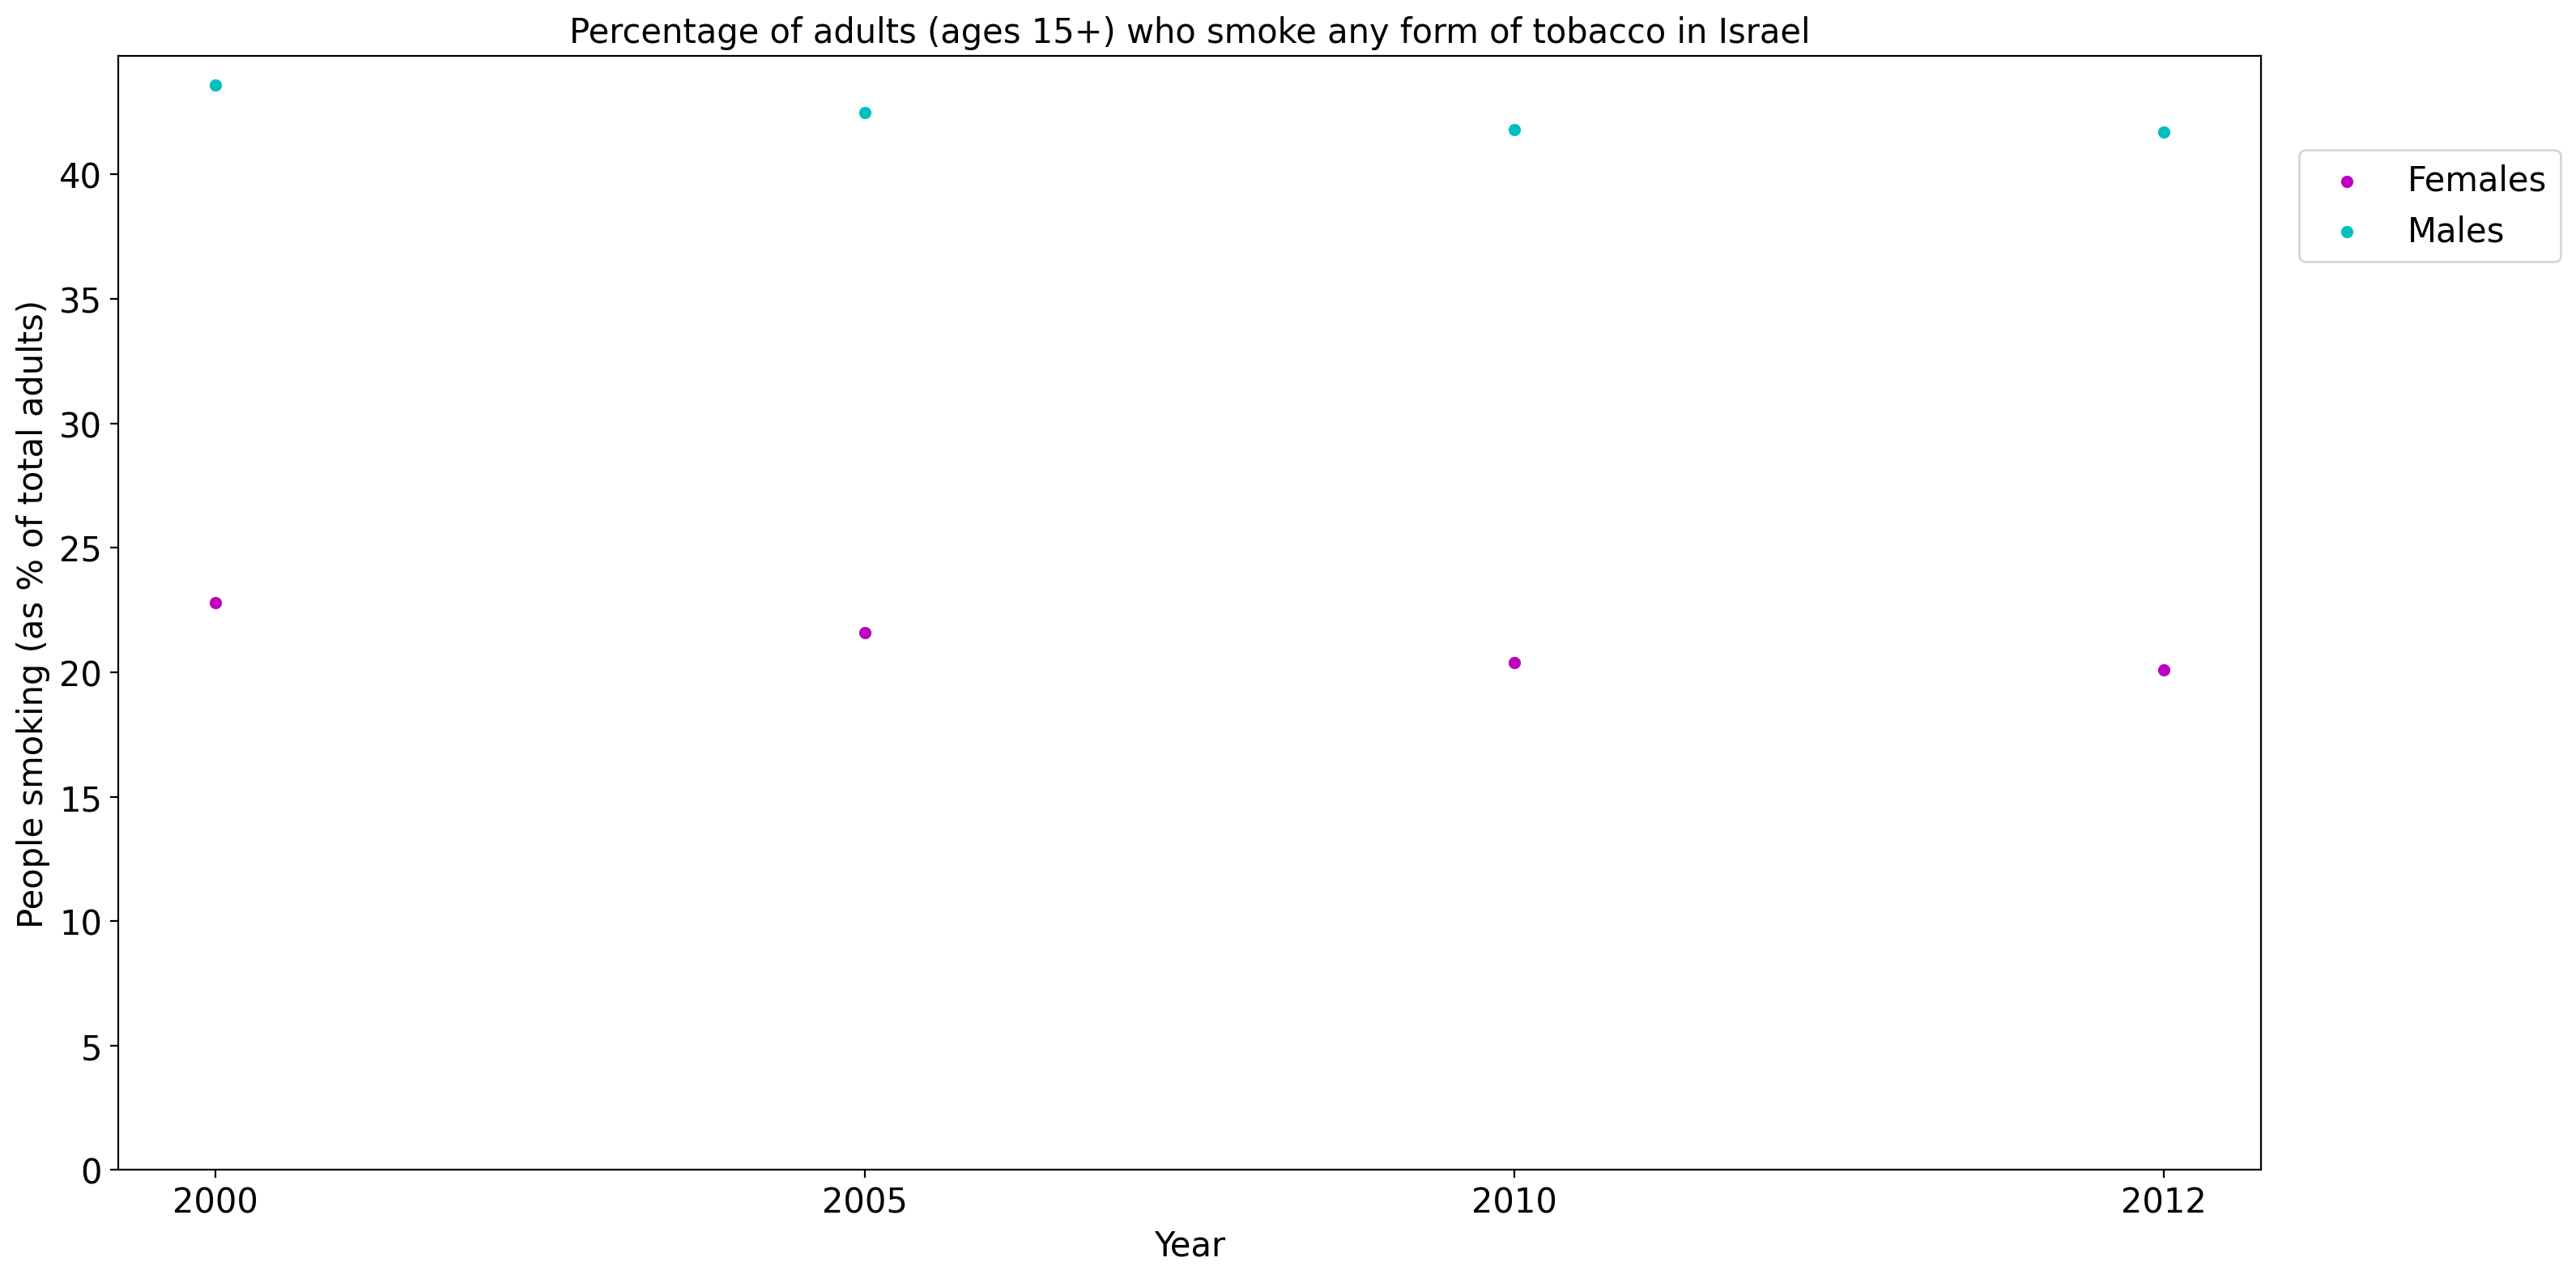 Percentage of adults (ages 15+) who smoke any form of tobacco in Israel
People smoking (as % of total adults)
40
35
30
25
20
15
10
5
0
2000 2005 2010 2012
Year
Females
Males